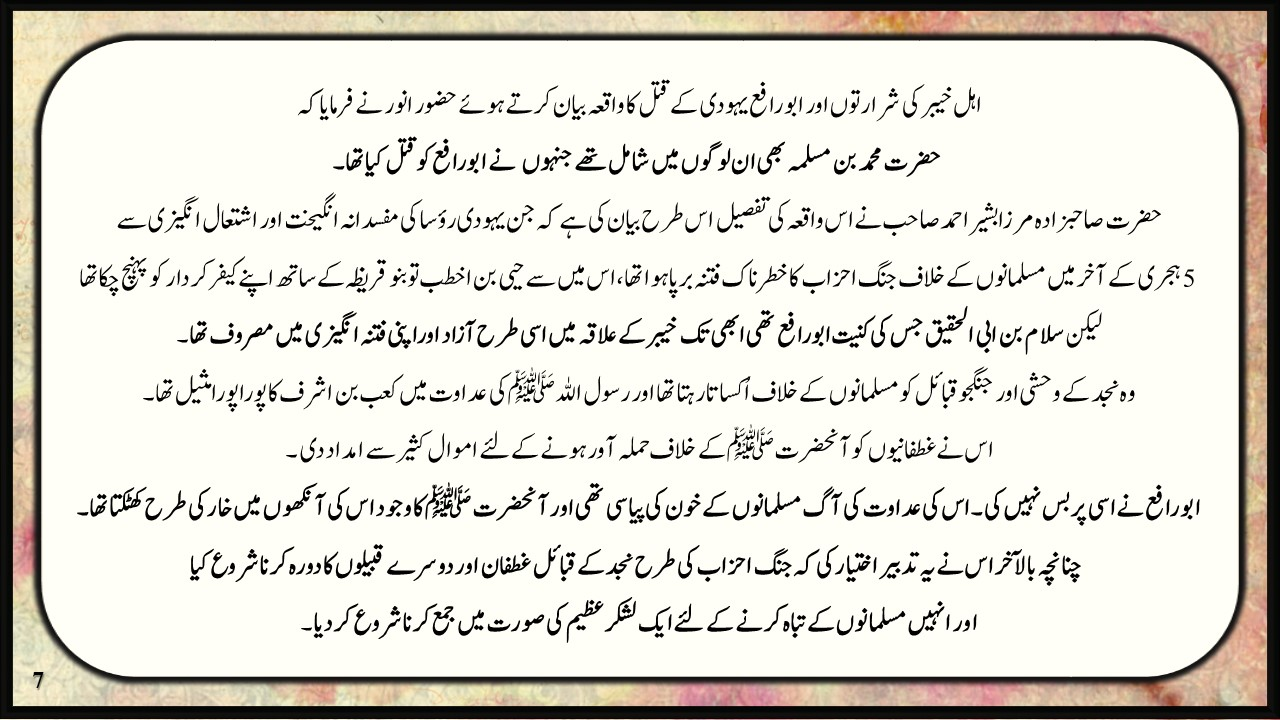 اہل خیبر کی شرارتوں اور ابورافع یہودی کے قتل کا واقعہ بیان کرتے ہوئے حضور انور نے فرمایا کہ
حضرت محمد بن مسلمہ بھی ان لوگوں میں شامل تھے جنہوں نے ابورافع کو قتل کیا تھا۔
حضرت صاحبزادہ مرزا بشیر احمد صاحب نے اس واقعہ کی تفصیل اس طرح بیان کی ہے کہ جن یہودی رؤسا کی مفسدانہ انگیخت اور اشتعال انگیزی سے
5 ہجری کے آخر میں مسلمانوں کے خلاف جنگ احزاب کا خطرناک فتنہ برپا ہوا تھا، اس میں سے حیی بن اخطب تو بنو قریظہ کے ساتھ اپنے کیفر کردار کو پہنچ چکا تھا
لیکن سلام بن ابی الحقیق جس کی کنیت ابورافع تھی ابھی تک خیبر کے علاقہ میں اسی طرح آزاد اور اپنی فتنہ انگیزی میں مصروف تھا۔
وہ نجد کے وحشی اور جنگجو قبائل کو مسلمانوں کے خلاف اُکساتا رہتا تھا اور رسول اللہ ﷺ کی عداوت میں کعب بن اشرف کا پورا پورا مثیل تھا۔
اس نے غطفانیوں کو آنحضرت ﷺ کے خلاف حملہ آور ہونے کے لئے اموال کثیر سے امداد دی ۔
ابورافع نے اسی پر بس نہیں کی۔ اس کی عداوت کی آگ مسلمانوں کے خون کی پیاسی تھی اور آنحضرت ﷺ کا وجود اس کی آنکھوں میں خار کی طرح کھٹکتا تھا۔
چنانچہ بالآخر اس نے یہ تدبیر اختیار کی کہ جنگ احزاب کی طرح نجد کے قبائل غطفان اور دوسرے قبیلوں کا دورہ کرنا شروع کیا
اور انہیں مسلمانوں کے تباہ کرنے کے لئے ایک لشکر عظیم کی صورت میں جمع کرنا شروع کر دیا۔
7